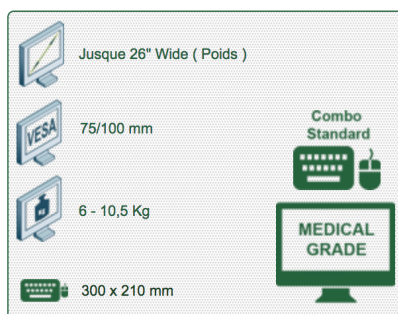 Jusque 26" Wide ( Poids )
VESA
75/100 mm
KG
6 - 10,5 Kg
300 x 210 mm
Combo
Standard
MEDICAL
GRADE